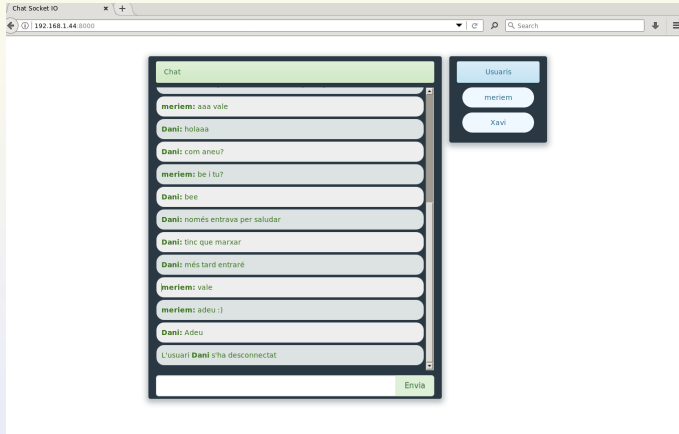 Chat Socket IO
192.168.1.44:8000
Search
Chat
meriem: aaa vale
Dani: holaaa
Dani: com aneu?
meriem: be i tu?
Dani: bee
Dani: només entrava per saludar
Dani: tinc que marxar
Dani: més tard entraré
meriem: vale
meriem: adeu :)
Dani: Adeu
L'usuari Dani s'ha desconnectat
Envia
Usuaris
meriem
Xavi